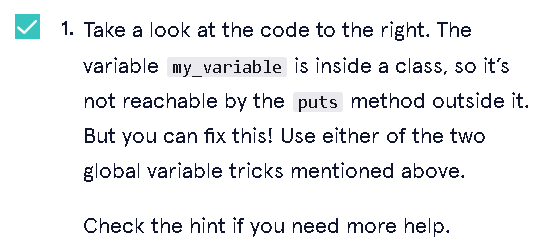 1. Take a look at the code to the right. The
variable my_variable is inside a class, so it's
not reachable by the puts method outside it.
But you can fix this! Use either of the two
global variable tricks mentioned above.
Check the hint if you need more help.